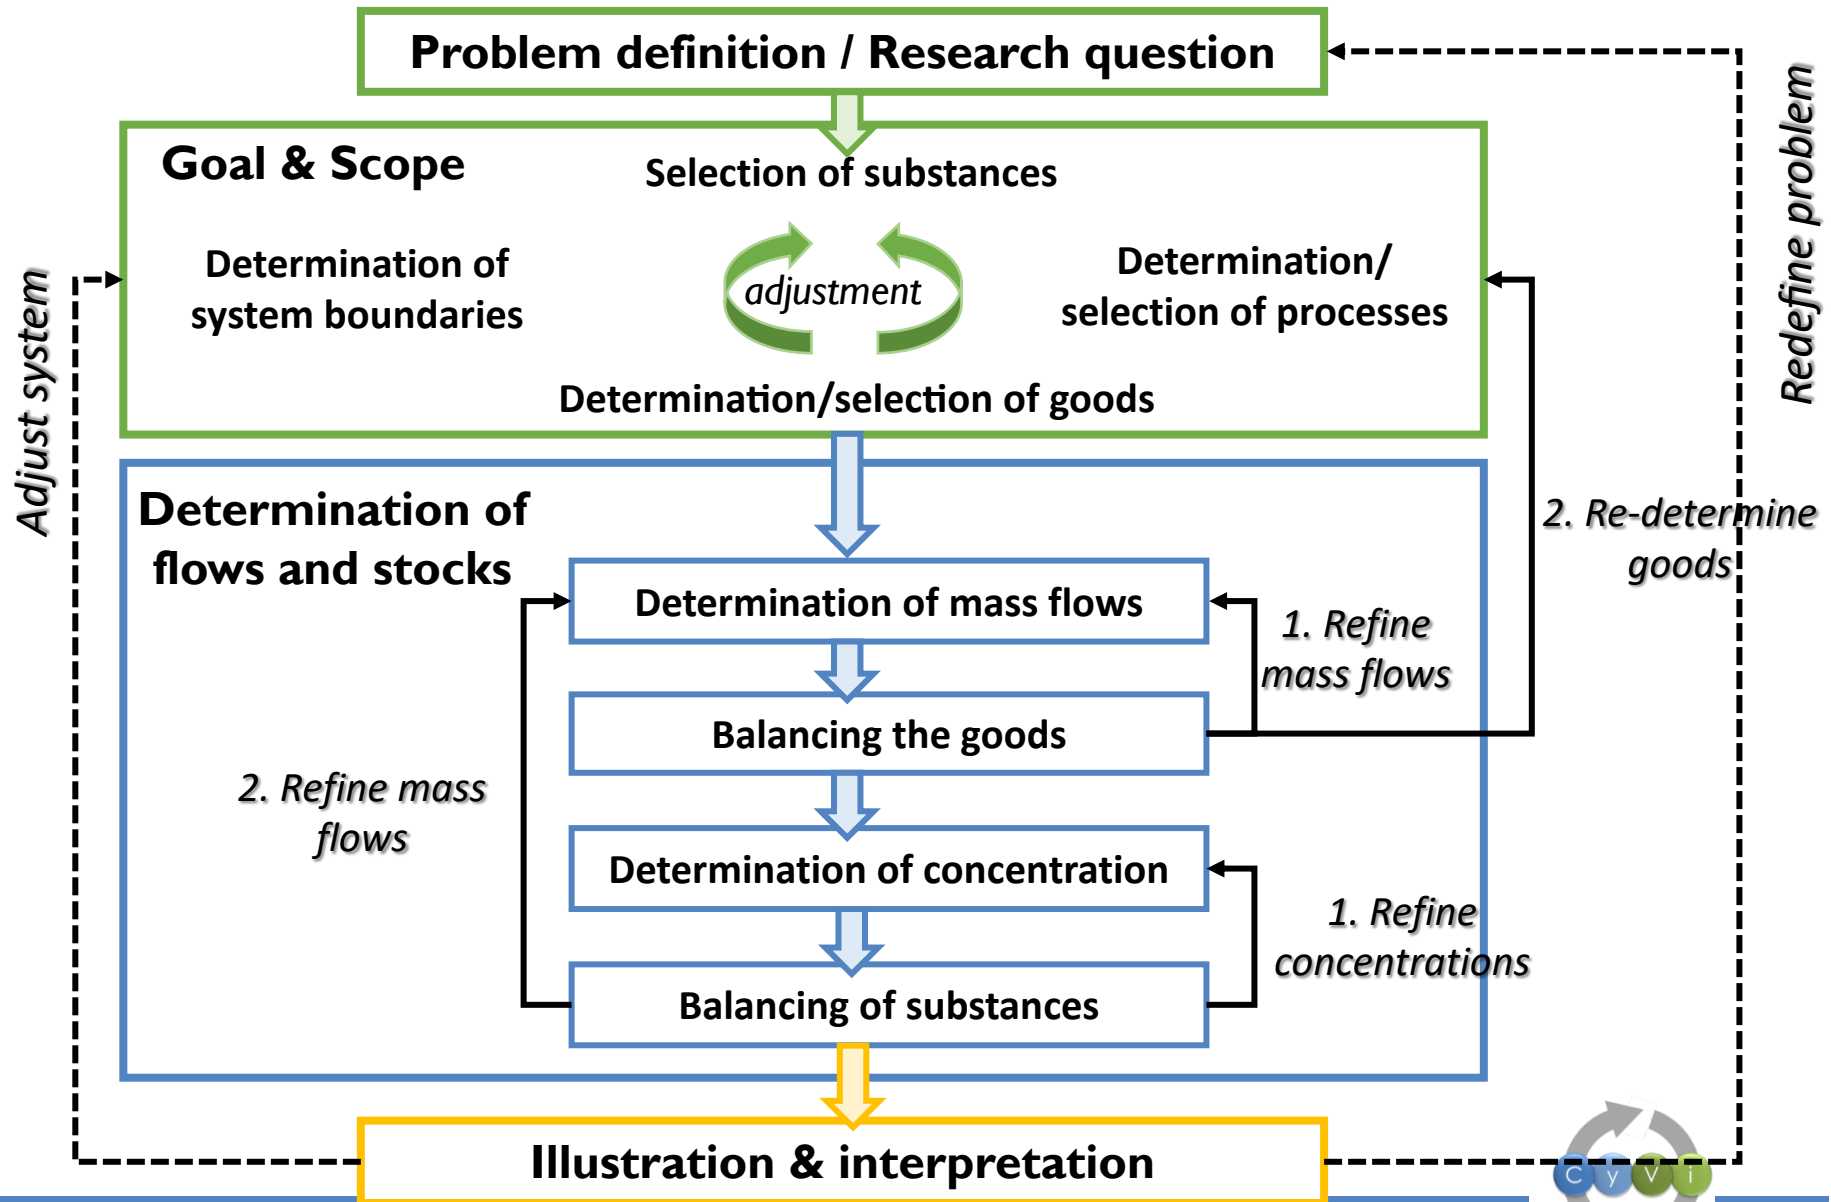 Problem definition / Research question
Goal & Scope
Selection of substances
Determination of
system boundaries
adjustment
Determination/
selection of processes
Determination/selection of goods
Adjust system
Redefine problem
Determination of
flows and stocks
2. Re-determine
goods
Determination of mass flows
1. Refine
mass flows
Balancing the goods
2. Refine mass
flows
Determination of concentration
1. Refine
concentrations
Balancing of substances
Illustration & interpretation
C y V i